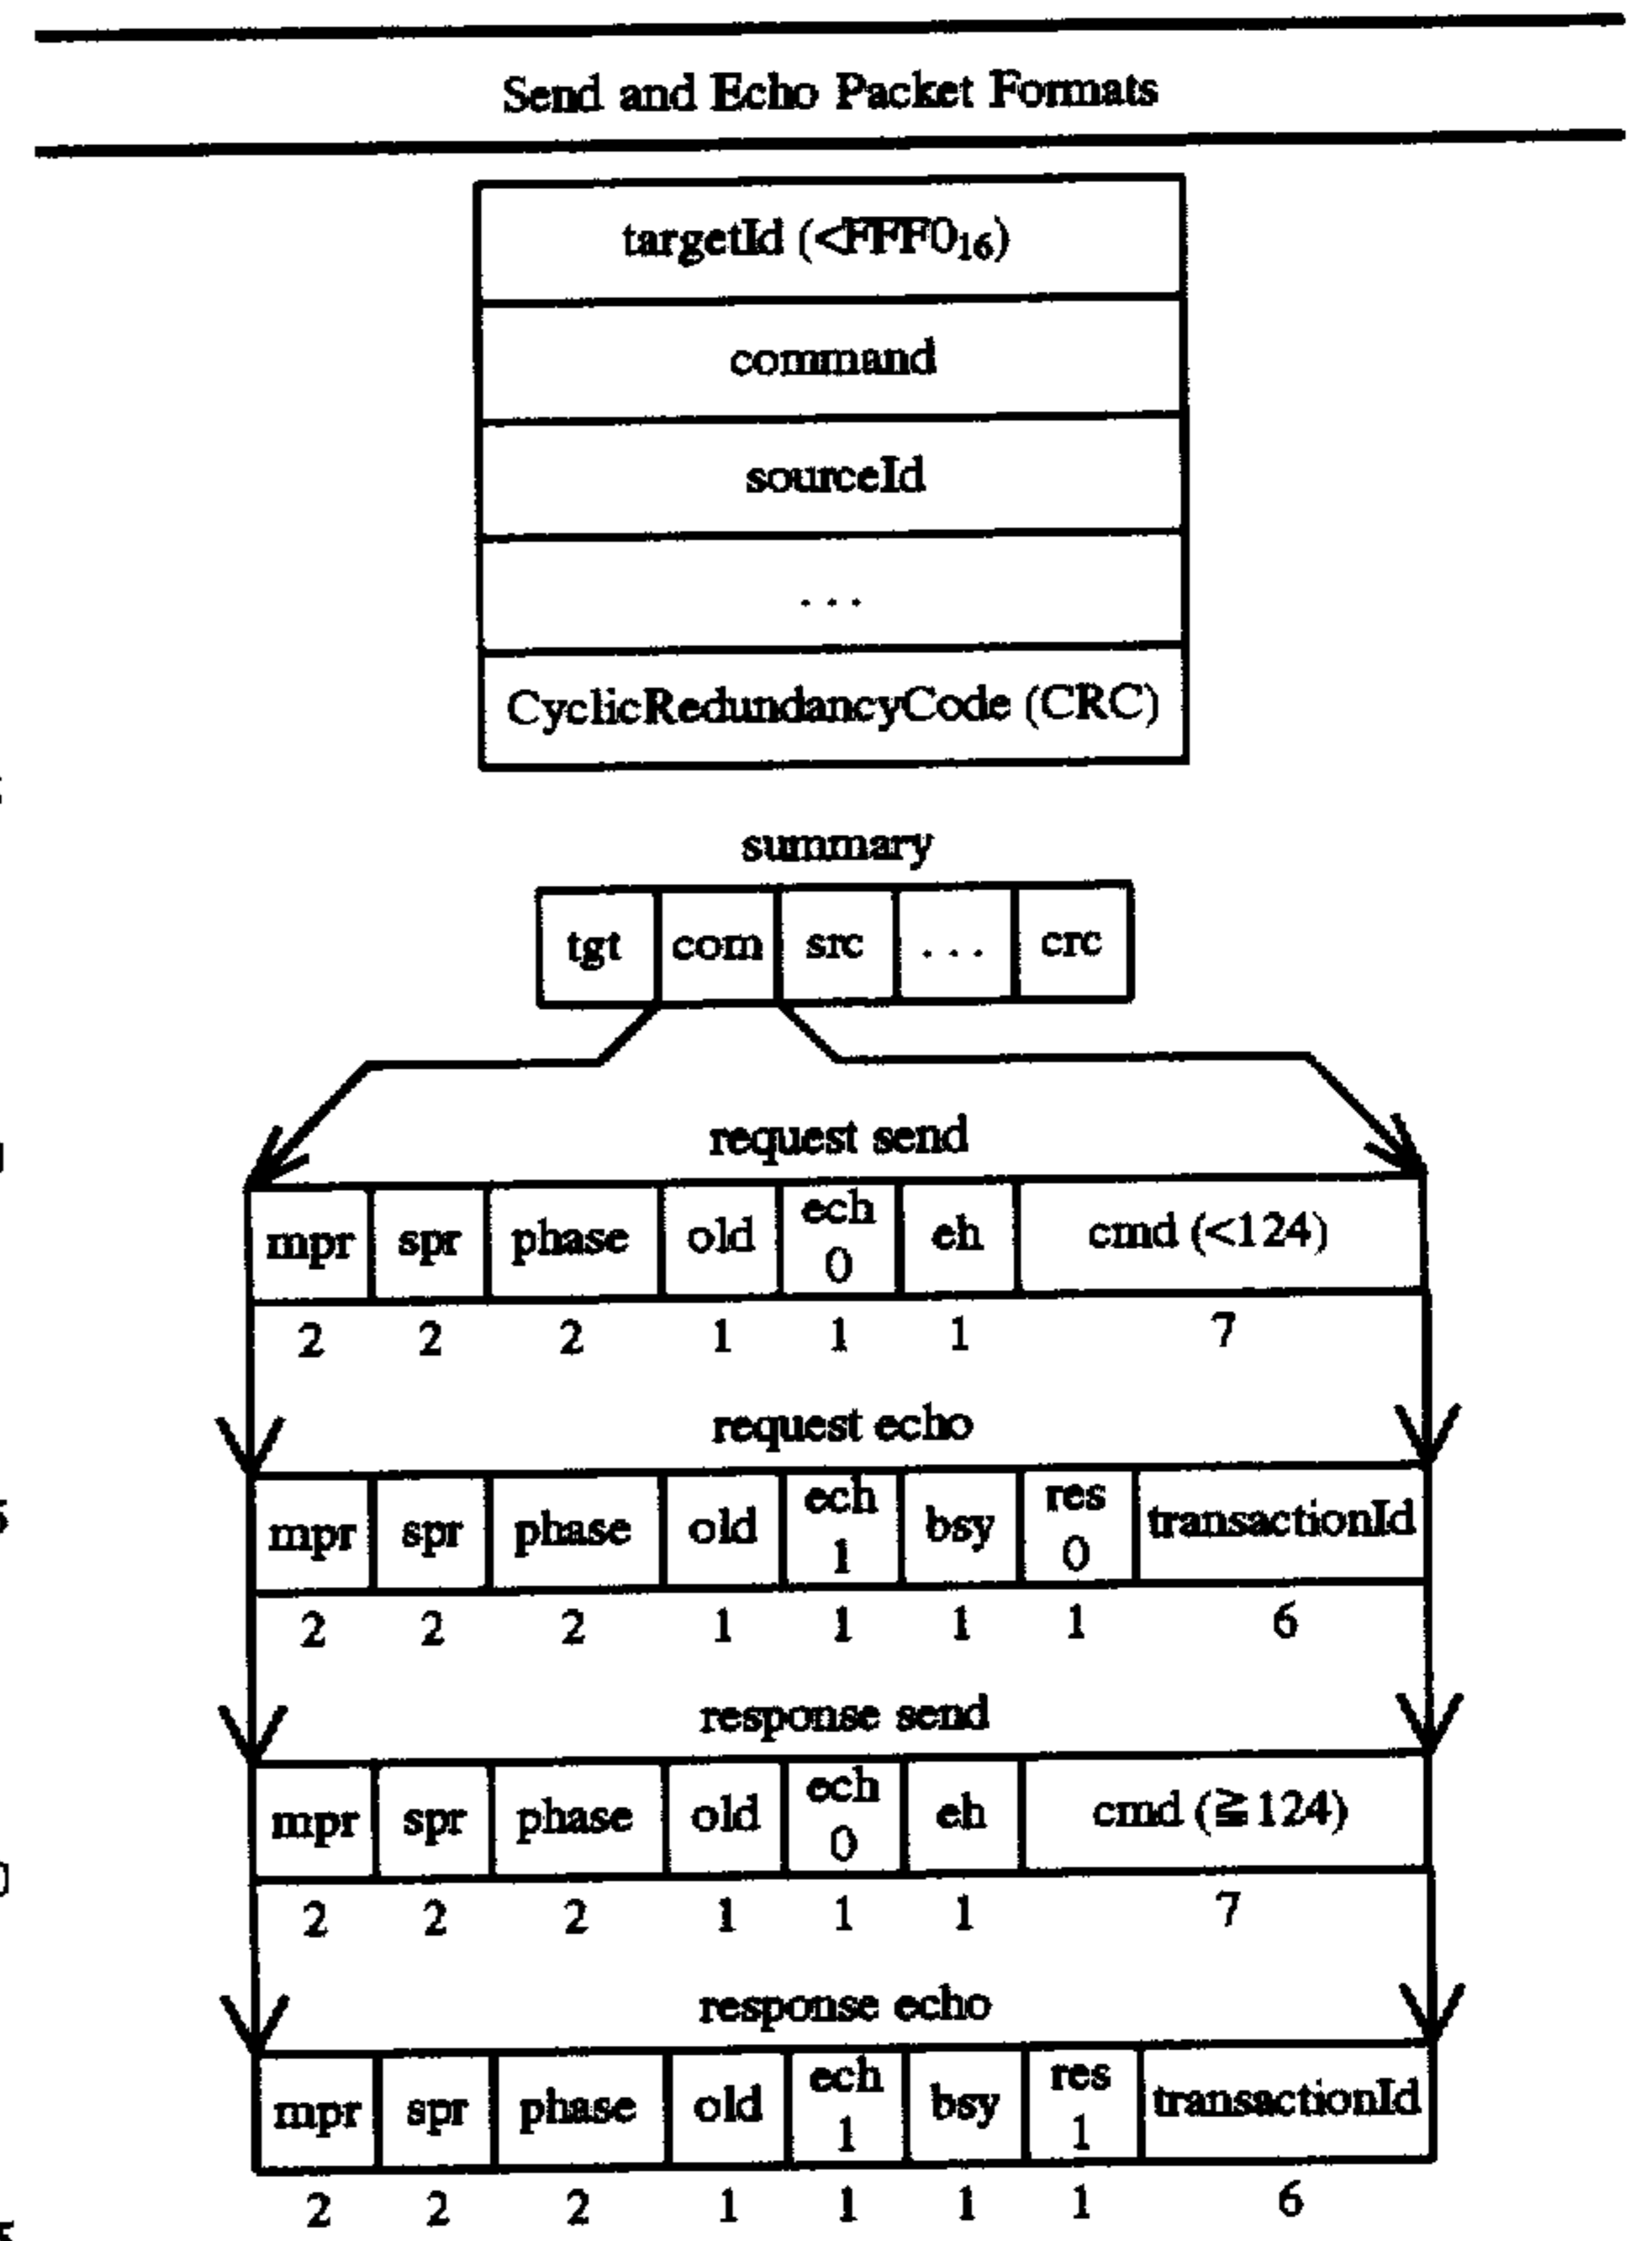 Send and Echo Packet Formats
targetId (<FFF0₁₆)
command
sourceId
. . .
CyclicRedundancyCode (CRC)
summary
tgt com src . . . crc
request send
mpr spr phase old ech 0 eh cmd (<124)
2 2 2 1 1 1 7
request echo
mpr spr phase old ech 1 bsy res 0 transactionId
2 2 2 1 1 1 1 6
response send
mpr spr phase old ech 0 eh cmd (≧124)
2 2 2 1 1 1 7
response echo
mpr spr phase old ech 1 bsy res 1 transactionId
2 2 2 1 1 1 1 6